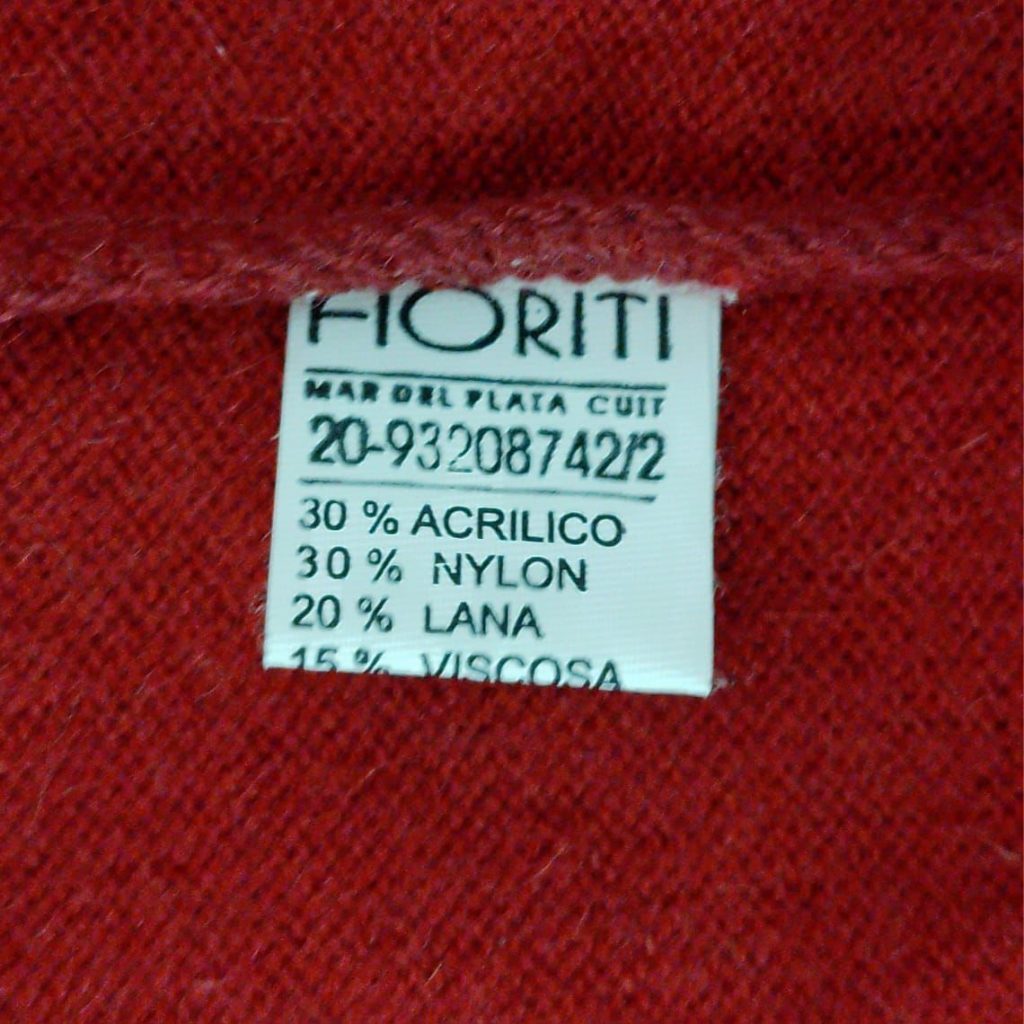 FIORITI
MAR DEL PLATA CUIT
20-93208742/2
30 % ACRILICO
30 % NYLON
20 % LANA
15 % VISCOSA